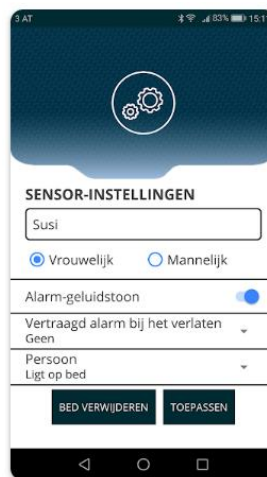 3 AT 83% 15:11
SENSOR-INSTELLINGEN
Susi
Vrouwelijk Mannelijk
Alarm-geluidstoon
Vertraagd alarm bij het verlaten
Geen
Persoon
Ligt op bed
BED VERWIJDEREN TOEPASSEN